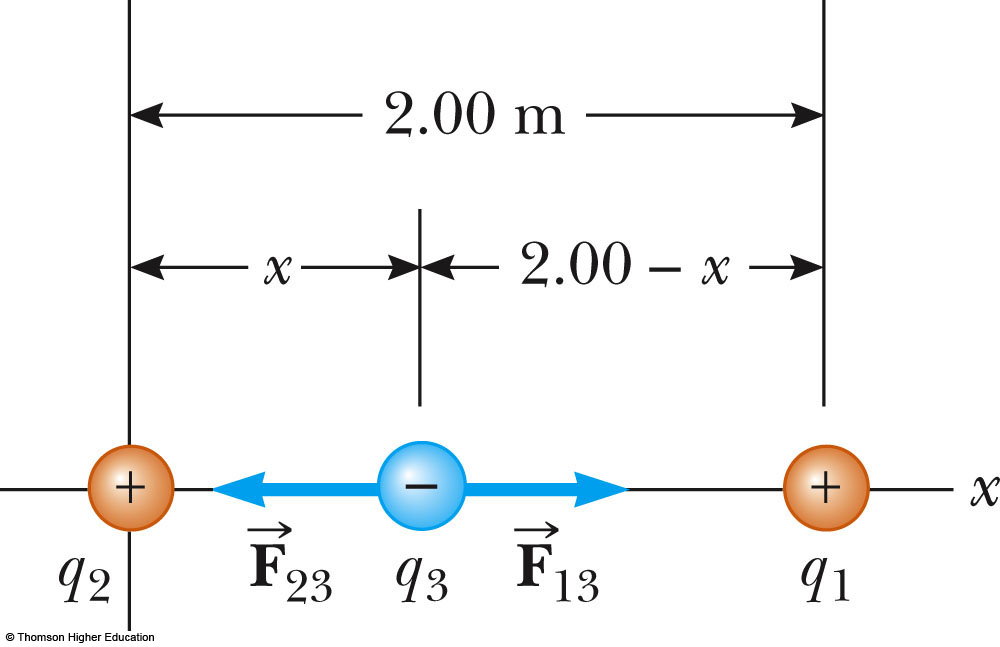 2.00 m
x
2.00 – x
+
–
+
x
q2
F23
q3
F13
q1
© Thomson Higher Education